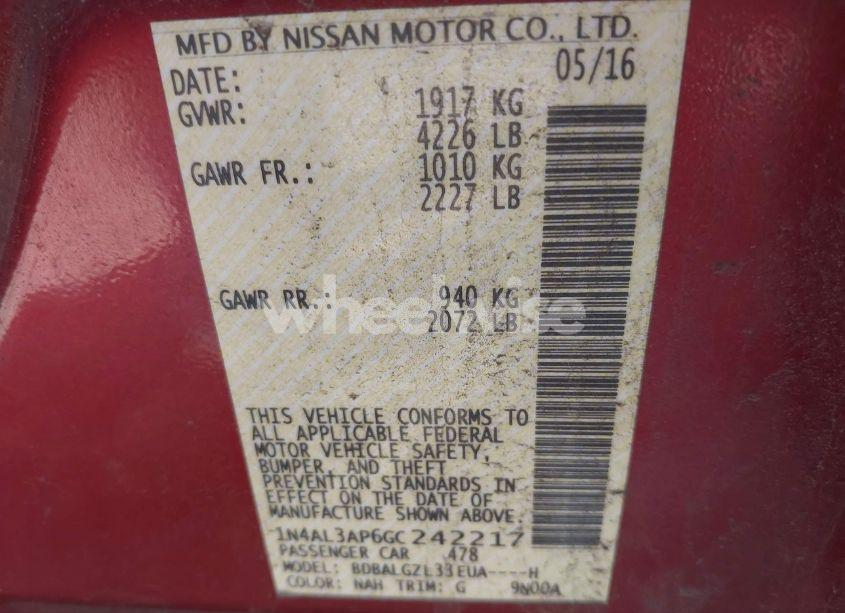 MFD BY NISSAN MOTOR CO., LTD.
DATE: 05/16
GVWR: 1917 KG
4226 LB
GAWR FR.: 1010 KG
2227 LB
GAWR RR.: 940 KG
2072 LB
wheelwise
THIS VEHICLE CONFORMS TO
ALL APPLICABLE FEDERAL
MOTOR VEHICLE SAFETY,
BUMPER, AND THEFT
PREVENTION STANDARDS IN
EFFECT ON THE DATE OF
MANUFACTURE SHOWN ABOVE.
1N4AL3AP6GC242217
PASSENGER CAR 478
MODEL: BDBALGZL33EUA----H
COLOR: NAH TRIM: G 9N00A